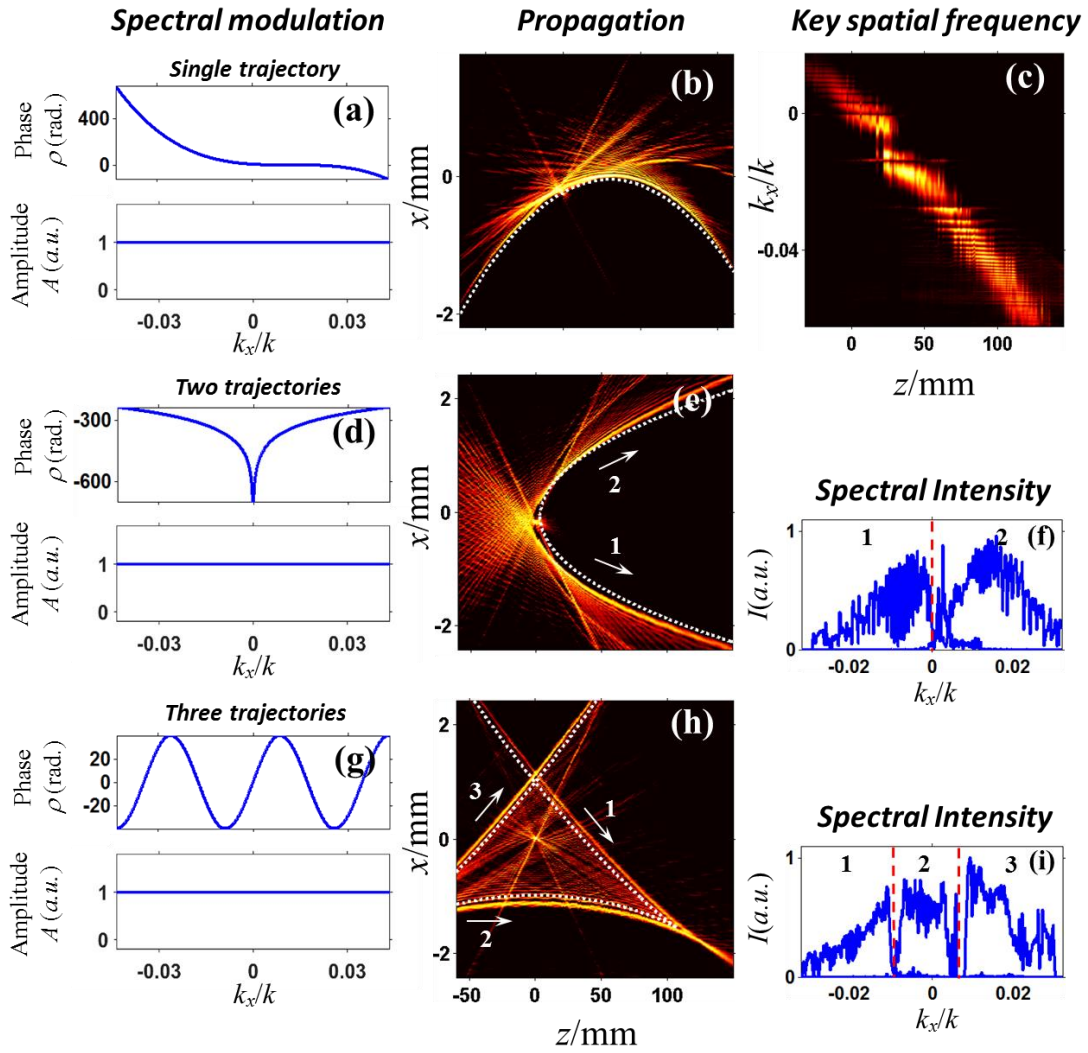 Spectral modulation
Propagation
Key spatial frequency
Single trajectory
(a)
Phase
ρ (rad.)
400
0
Amplitude
A (a.u.)
1
0
-0.03 0 0.03
kx/k
(b)
x/mm
0
-2
(c)
kx/k
0
-0.04
0 50 100
z/mm
Two trajectories
(d)
Phase
ρ (rad.)
-300
-600
Amplitude
A (a.u.)
1
0
-0.03 0 0.03
kx/k
(e)
x/mm
2
0
-2
2
1
Spectral Intensity
(f)
I(a.u.)
1
0
1 2
-0.02 0 0.02
kx/k
Three trajectories
(g)
Phase
ρ (rad.)
20
0
-20
Amplitude
A (a.u.)
1
0
-0.03 0 0.03
kx/k
(h)
x/mm
2
0
-2
3
1
2
-50 0 50 100
z/mm
Spectral Intensity
(i)
I(a.u.)
1
0
1 2 3
-0.02 0 0.02
kx/k